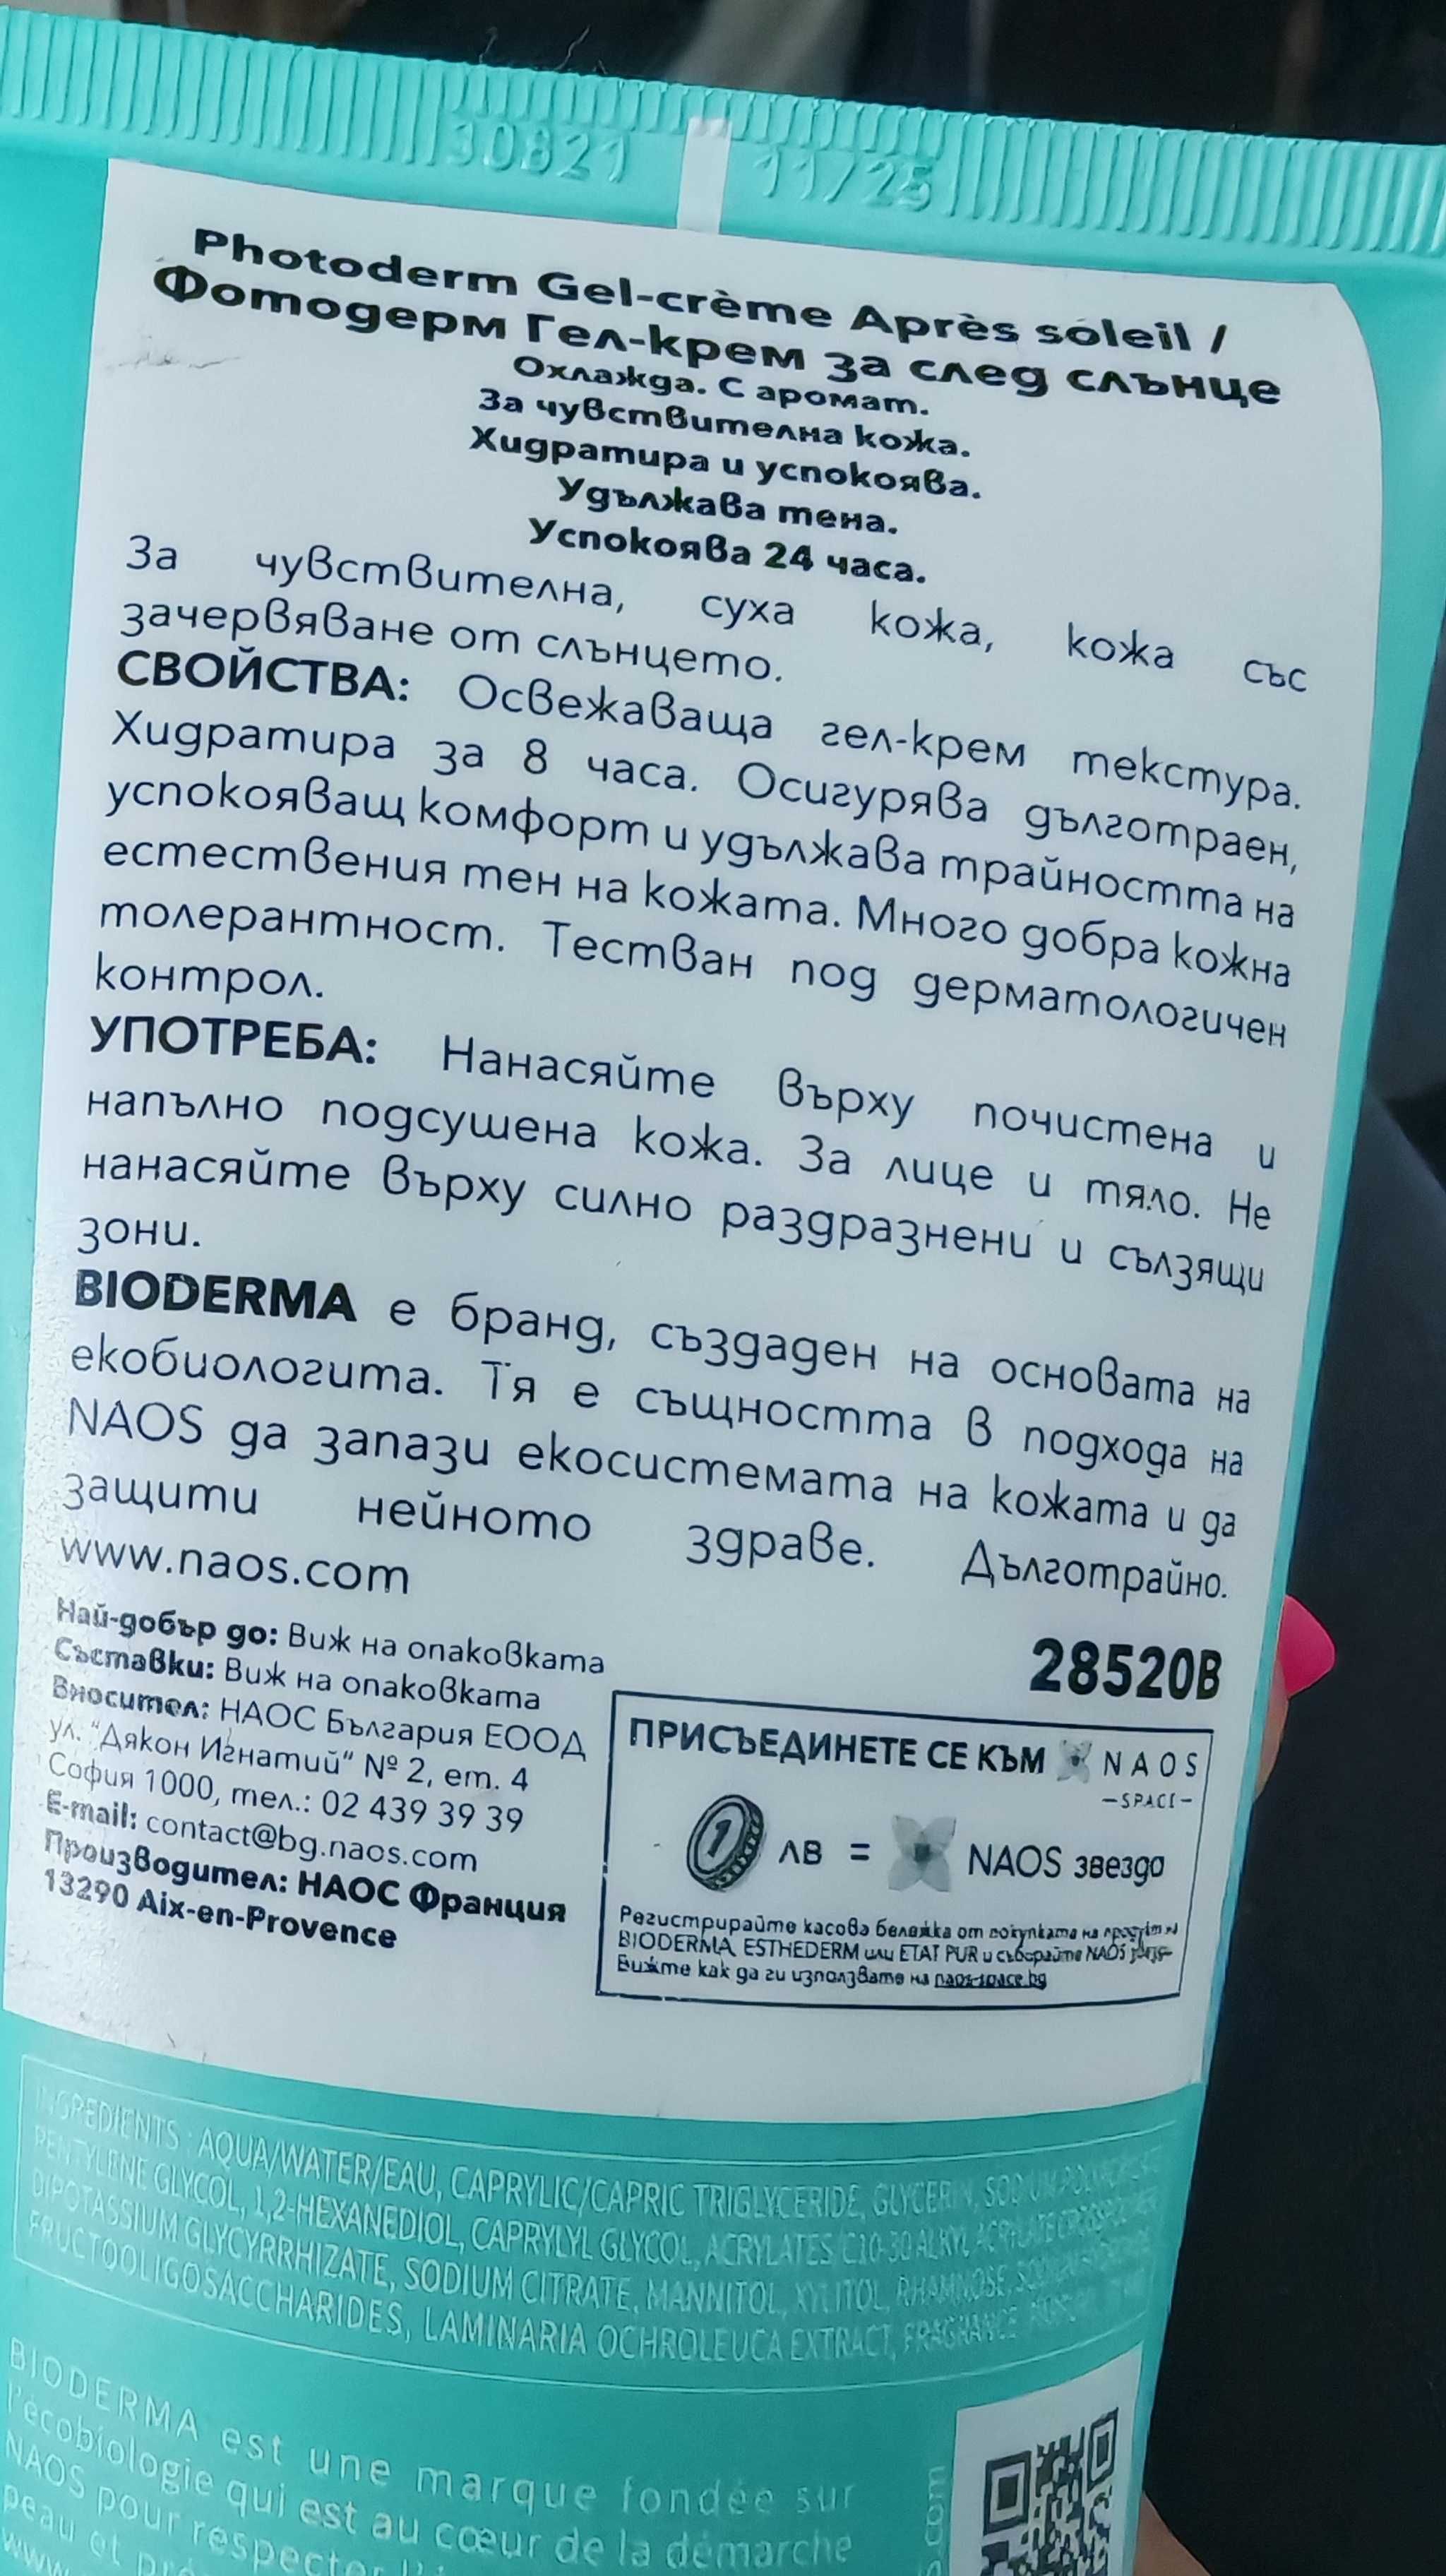 30821 11/25
Photoderm Gel-crème Après soleil /
Фотодерм Гел-крем за след слънце
Охлажда. С аромат.
За чувствителна кожа.
Хидратира и успокоява.
Удължава тена.
Успокоява 24 часа.
За чувствителна, суха кожа, кожа със
зачервяване от слънцето.
СВОЙСТВА: Освежаваща гел-крем текстура.
Хидратира за 8 часа. Осигурява дълготраен,
успокояващ комфорт и удължава трайността на
естествения тен на кожата. Много добра кожна
толерантност. Тестван под дерматологичен
контрол.
УПОТРЕБА: Нанасяйте върху почистена и
напълно подсушена кожа. За лице и тяло. Не
нанасяйте върху силно раздразнени и сълзящи
зони.
BIODERMA е бранд, създаден на основата на
екобиологита. Тя е същността в подхода на
NAOS да запази екосистемата на кожата и да
защити нейното здраве. Дълготрайно.
www.naos.com
Най-добър до: Виж на опаковката
Съставки: Виж на опаковката
Вносител: НАОС България ЕООД
ул. "Дякон Игнатий" № 2, ет. 4
София 1000, тел.: 02 439 39 39
E-mail: contact@bg.naos.com
Производител: НАОС Франция
13290 Aix-en-Provence
28520B
ПРИСЪЕДИНЕТЕ СЕ КЪМ NAOS
-SPACE-
1 ЛВ = NAOS звезда
Регистрирайте касова бележка от покупката на
BIODERMA, ESTHEDERM или ETAT PUR и събирайте NAOS
Вижте как да ги използвате на naos-space.bg
INGREDIENTS : AQUA/WATER/EAU, CAPRYLIC/CAPRIC TRIGLYCERIDE, GLYCERIN, SODIUM
PENTYLENE GLYCOL, 1,2-HEXANEDIOL, CAPRYLYL GLYCOL, ACRYLATES C10-30 ALKYL
DIPOTASSIUM GLYCYRRHIZATE, SODIUM CITRATE, MANNITOL, XYLITOL, RHAMNOSE,
FRUCTOOLIGOSACCHARIDES, LAMINARIA OCHROLEUCA EXTRACT, FRAGRANCE
BIODERMA est une marque fondée sur
l'écobiologie qui est au cœur de la démarche
NAOS pour respecter
peau et
www.